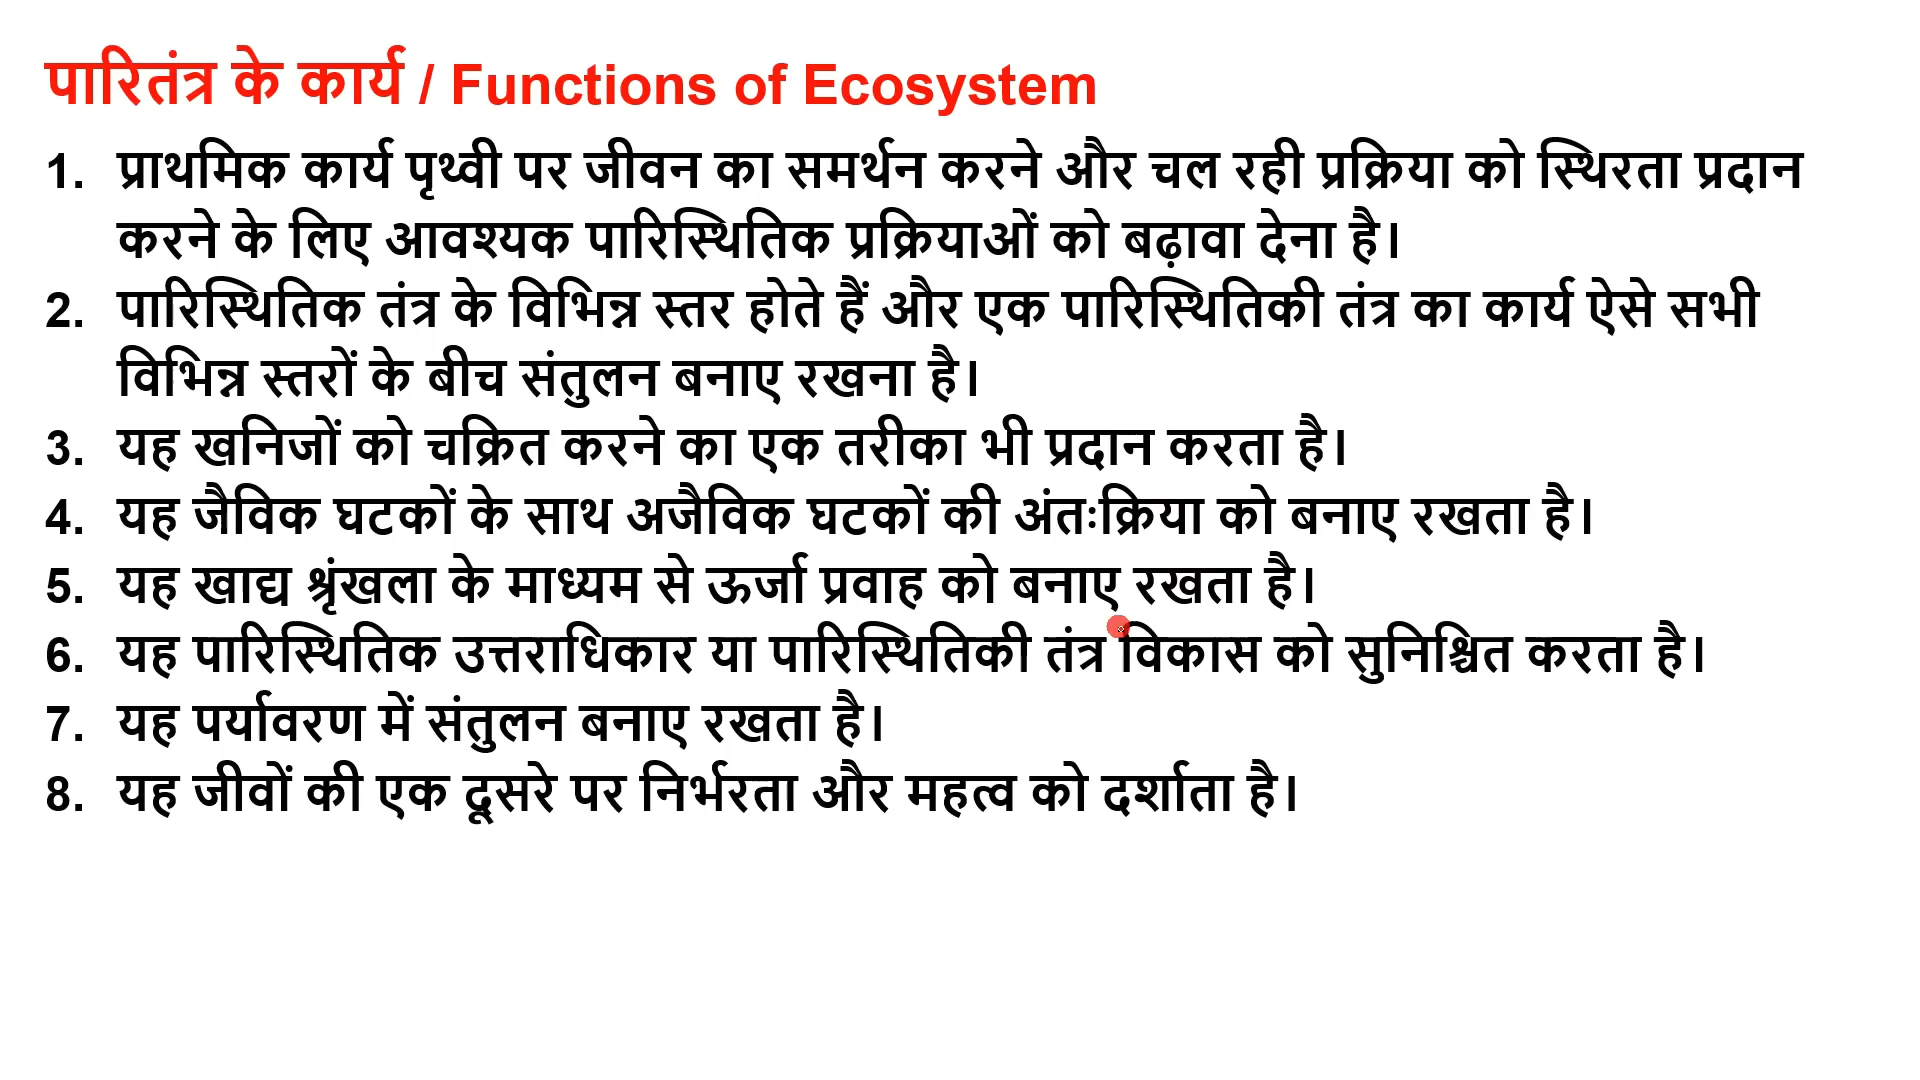 पारितंत्र के कार्य / Functions of Ecosystem
1. प्राथमिक कार्य पृथ्वी पर जीवन का समर्थन करने और चल रही प्रक्रिया को स्थिरता प्रदान
करने के लिए आवश्यक पारिस्थितिक प्रक्रियाओं को बढ़ावा देना है।
2. पारिस्थितिक तंत्र के विभिन्न स्तर होते हैं और एक पारिस्थितिकी तंत्र का कार्य ऐसे सभी
विभिन्न स्तरों के बीच संतुलन बनाए रखना है।
3. यह खनिजों को चक्रित करने का एक तरीका भी प्रदान करता है।
4. यह जैविक घटकों के साथ अजैविक घटकों की अंतःक्रिया को बनाए रखता है।
5. यह खाद्य श्रृंखला के माध्यम से ऊर्जा प्रवाह को बनाए रखता है।
6. यह पारिस्थितिक उत्तराधिकार या पारिस्थितिकी तंत्र विकास को सुनिश्चित करता है।
7. यह पर्यावरण में संतुलन बनाए रखता है।
8. यह जीवों की एक दूसरे पर निर्भरता और महत्व को दर्शाता है।